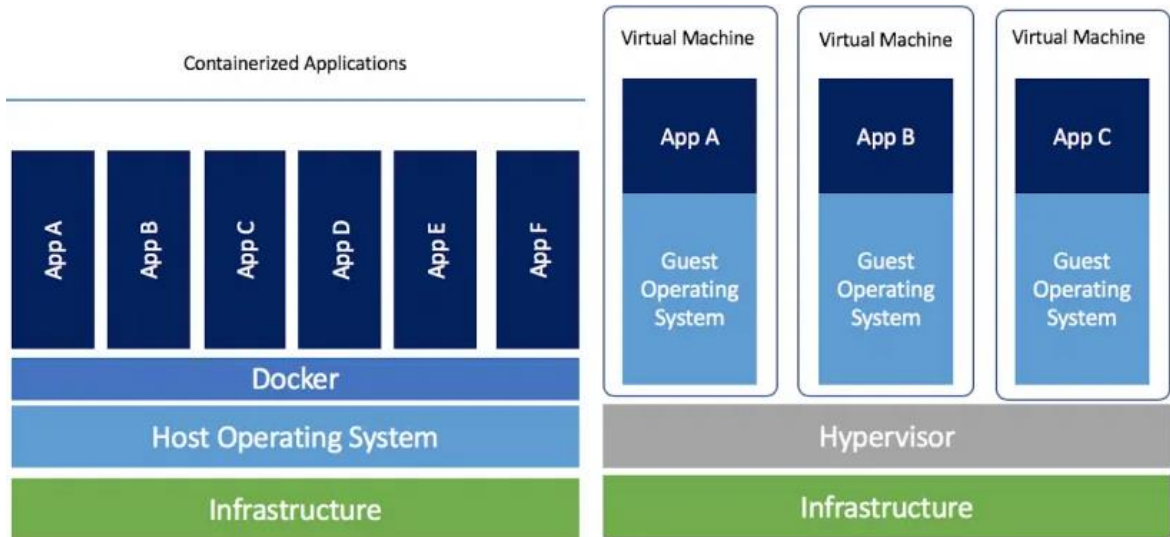 Containerized Applications
App A
App B
App C
App D
App E
App F
Docker
Host Operating System
Infrastructure
Virtual Machine
App A
Guest
Operating
System
Virtual Machine
App B
Guest
Operating
System
Virtual Machine
App C
Guest
Operating
System
Hypervisor
Infrastructure